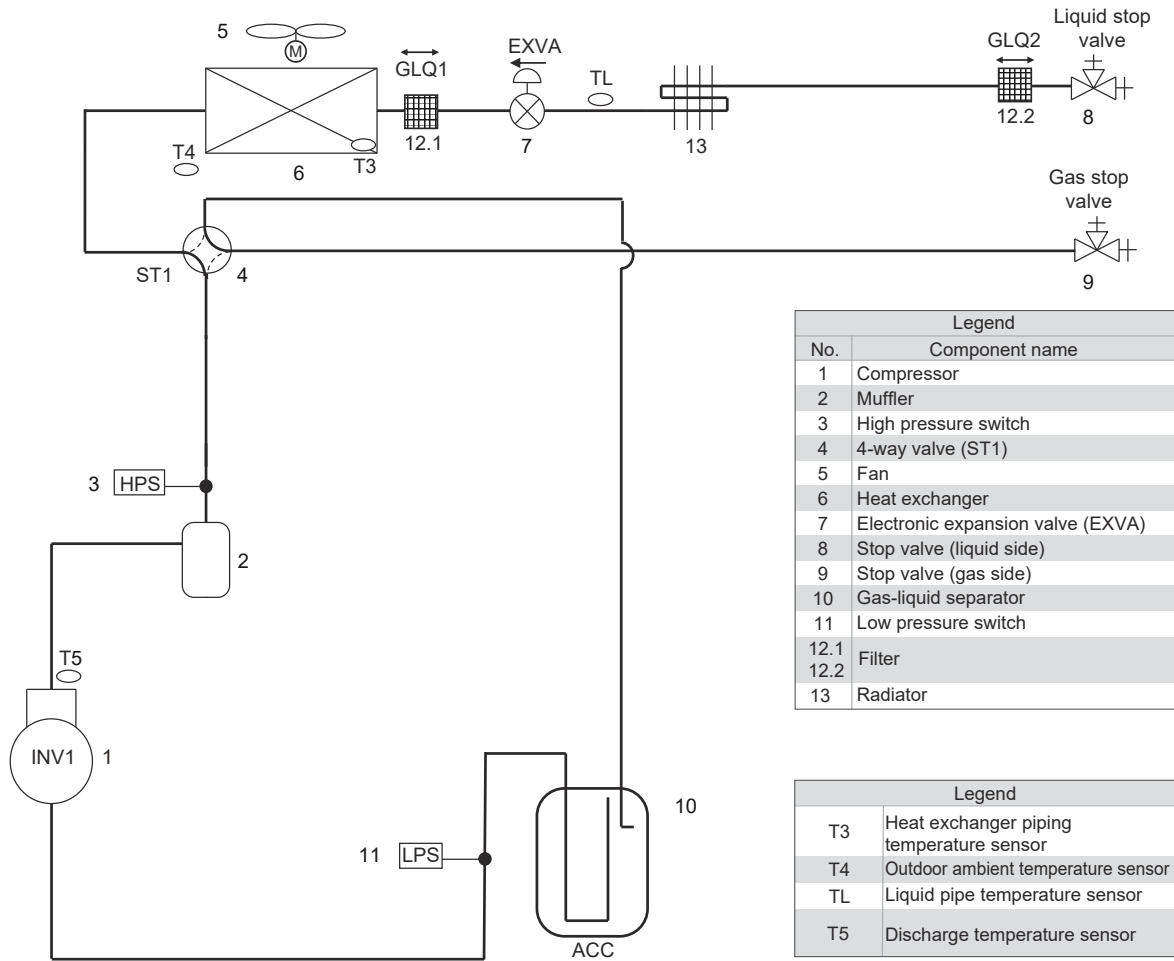 Liquid stop
valve
5
M
EXVA
GLQ1
TL
GLQ2
12.1
7
13
12.2
8
T4
6
T3
Gas stop
valve
ST1
4
9
3
HPS
2
T5
INV1
1
11
LPS
10
ACC
Legend
No. Component name
1 Compressor
2 Muffler
3 High pressure switch
4 4-way valve (ST1)
5 Fan
6 Heat exchanger
7 Electronic expansion valve (EXVA)
8 Stop valve (liquid side)
9 Stop valve (gas side)
10 Gas-liquid separator
11 Low pressure switch
12.1
12.2
Filter
13 Radiator
Legend
T3 Heat exchanger piping
temperature sensor
T4 Outdoor ambient temperature sensor
TL Liquid pipe temperature sensor
T5 Discharge temperature sensor